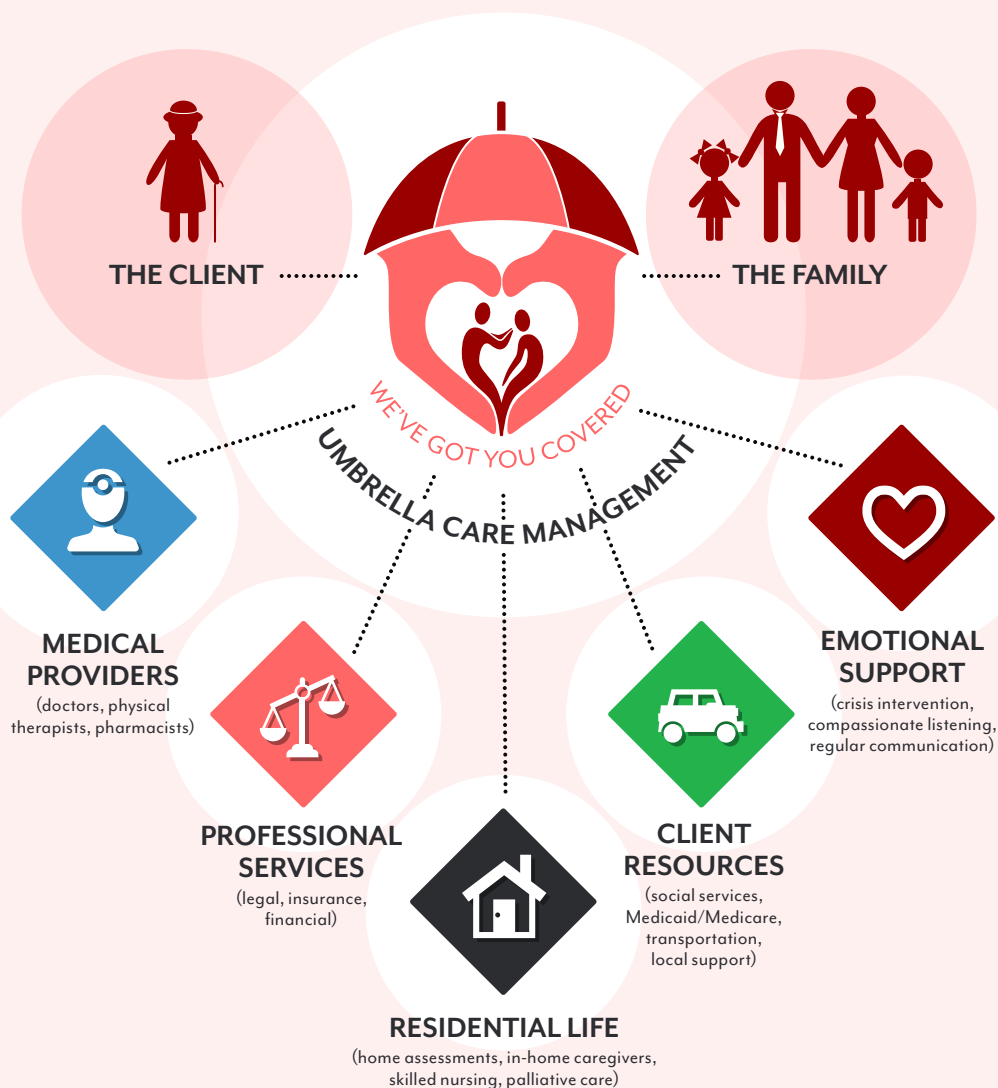 THE CLIENT
THE FAMILY
WE'VE GOT YOU COVERED
UMBRELLA CARE MANAGEMENT
MEDICAL
PROVIDERS
(doctors, physical
therapists, pharmacists)
PROFESSIONAL
SERVICES
(legal, insurance,
financial)
RESIDENTIAL LIFE
(home assessments, in-home caregivers,
skilled nursing, palliative care)
CLIENT
RESOURCES
(social services,
Medicaid/Medicare,
transportation,
local support)
EMOTIONAL
SUPPORT
(crisis intervention,
compassionate listening,
regular communication)